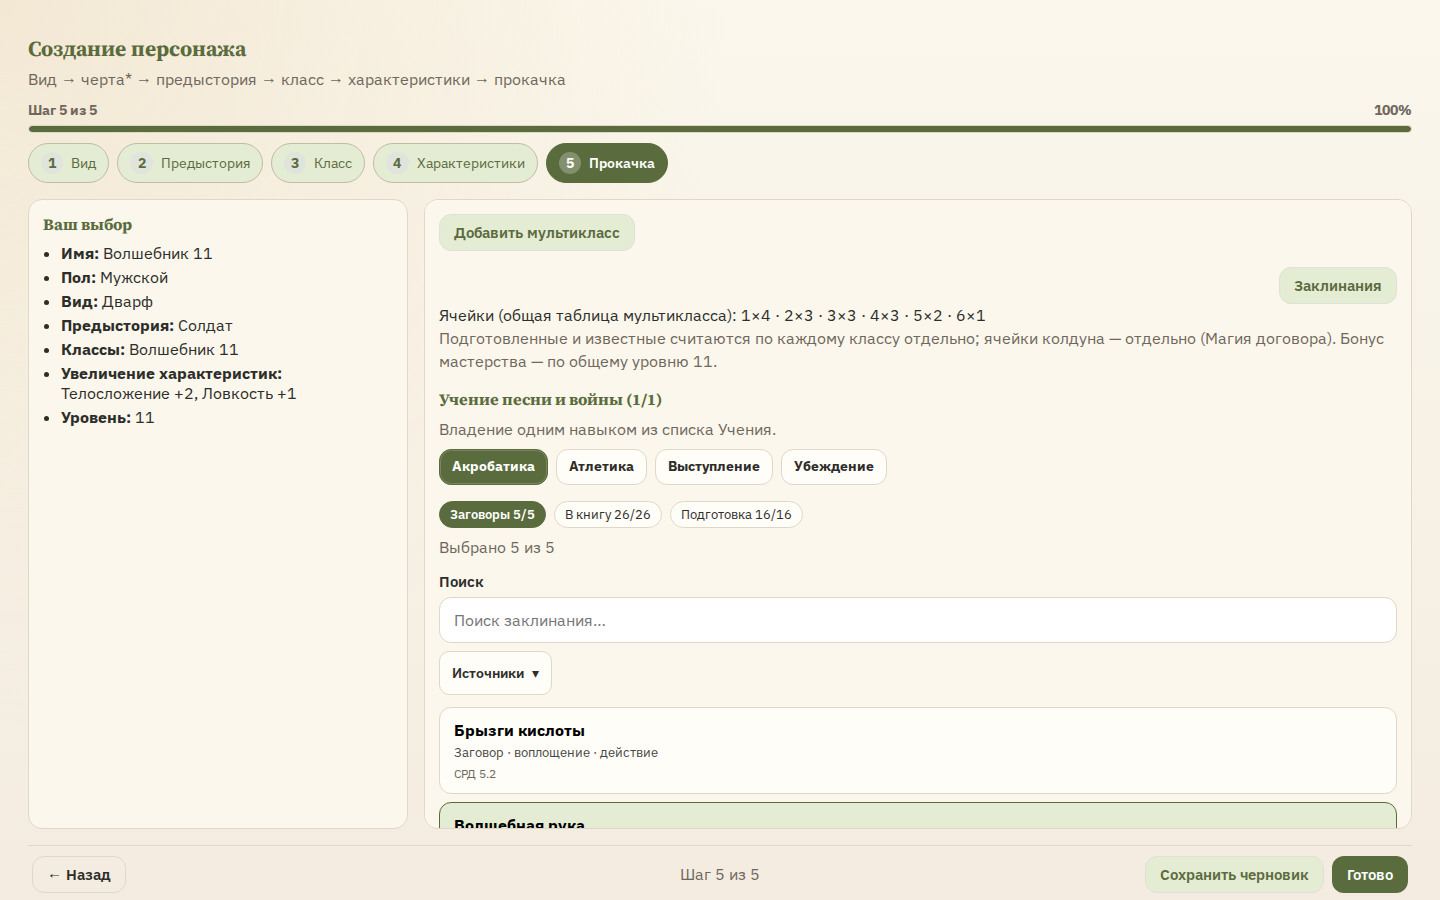 Создание персонажа
Вид → черта* → предыстория → класс → характеристики → прокачка
Шаг 5 из 5
100%
1 Вид
2 Предыстория
3 Класс
4 Характеристики
5 Прокачка
Ваш выбор
Имя: Волшебник 11
Пол: Мужской
Вид: Дварф
Предыстория: Солдат
Классы: Волшебник 11
Увеличение характеристик:
Телосложение +2, Ловкость +1
Уровень: 11
Добавить мультикласс
Заклинания
Ячейки (общая таблица мультикласса): 1×4 · 2×3 · 3×3 · 4×3 · 5×2 · 6×1
Подготовленные и известные считаются по каждому классу отдельно; ячейки колдуна — отдельно (Магия договора). Бонус
мастерства — по общему уровню 11.
Учение песни и войны (1/1)
Владение одним навыком из списка Учения.
Акробатика
Атлетика
Выступление
Убеждение
Заговоры 5/5
В книгу 26/26
Подготовка 16/16
Выбрано 5 из 5
Поиск
Поиск заклинания...
Источники ▾
Брызги кислоты
Заговор · воплощение · действие
СРД 5.2
Волшебная рука
← Назад
Шаг 5 из 5
Сохранить черновик
Готово